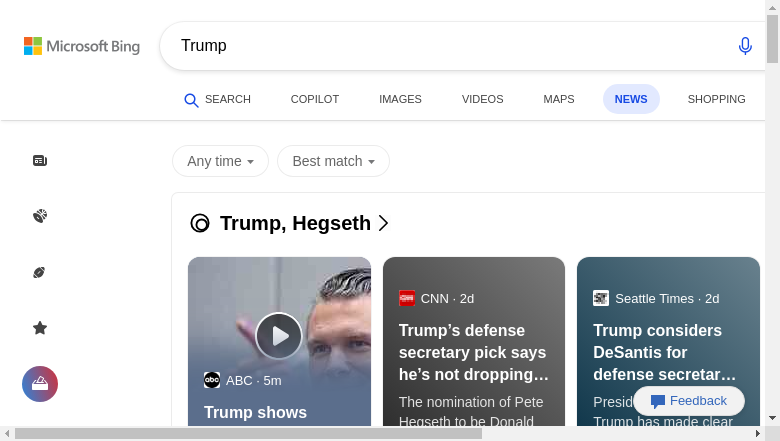 Microsoft Bing
Trump
SEARCH
COPILOT
IMAGES
VIDEOS
MAPS
NEWS
SHOPPING
Any time
Best match
Trump, Hegseth
abc
ABC · 5m
Trump shows
CNN · 2d
Trump’s defense
secretary pick says
he’s not dropping…
The nomination of Pete
Hegseth to be Donald
Seattle Times · 2d
Trump considers
DeSantis for
defense secretar…
Presid
Trump has made clear
Feedback